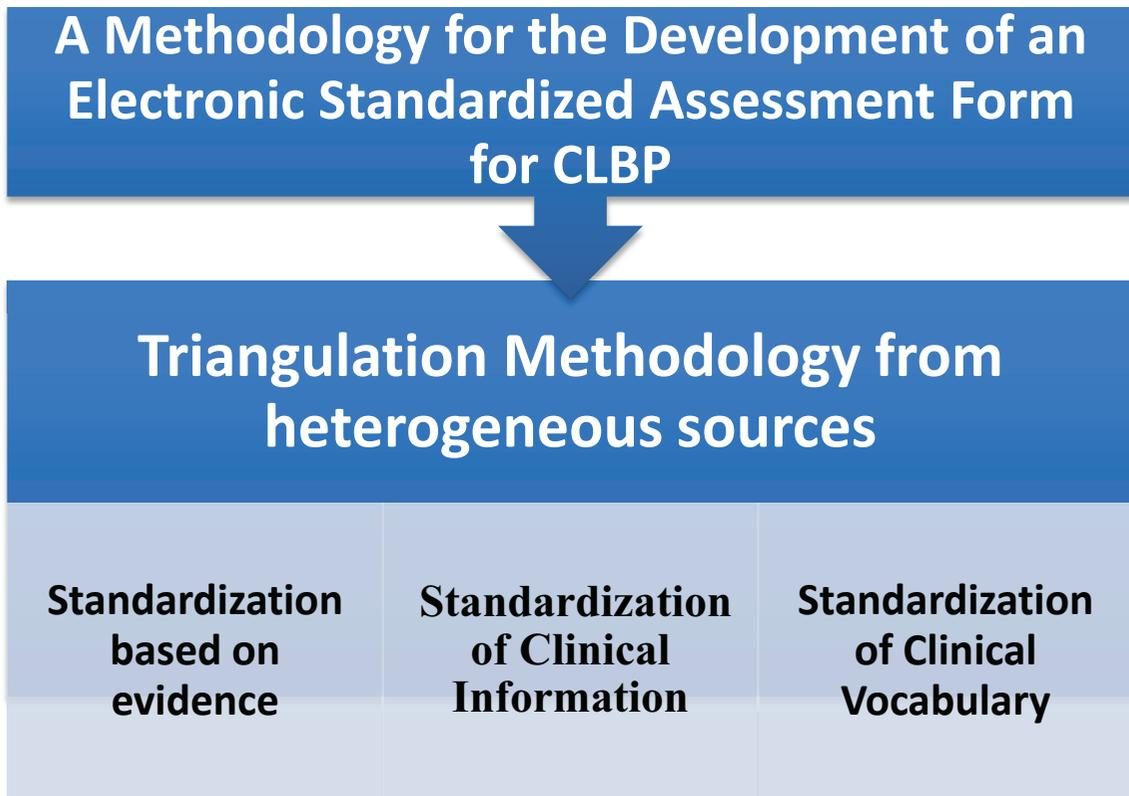 A Methodology for the Development of an
Electronic Standardized Assessment Form
for CLBP
Triangulation Methodology from
heterogeneous sources
Standardization
based on
evidence
Standardization
of Clinical
Information
Standardization
of Clinical
Vocabulary